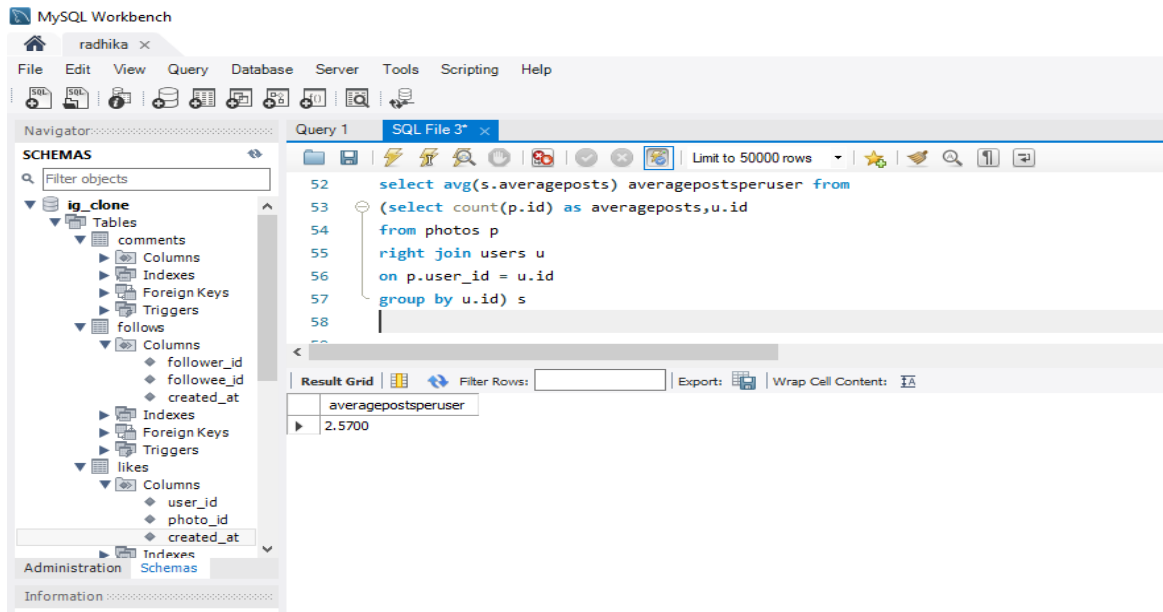 MySQL Workbench
radhika
File Edit View Query Database Server Tools Scripting Help
Navigator
Query 1 SQL File 3*
SCHEMAS
Limit to 50000 rows
Filter objects
ig_clone
Tables
comments
Columns
Indexes
Foreign Keys
Triggers
follows
Columns
follower_id
followee_id
created_at
Indexes
Foreign Keys
Triggers
likes
Columns
user_id
photo_id
created_at
Indexes
Administration Schemas
Information
52 select avg(s.averageposts) averagepostsperuser from
53 (select count(p.id) as averageposts,u.id
54 from photos p
55 right join users u
56 on p.user_id = u.id
57 group by u.id) s
58
Result Grid Filter Rows: Export: Wrap Cell Content:
averagepostsperuser
2.5700